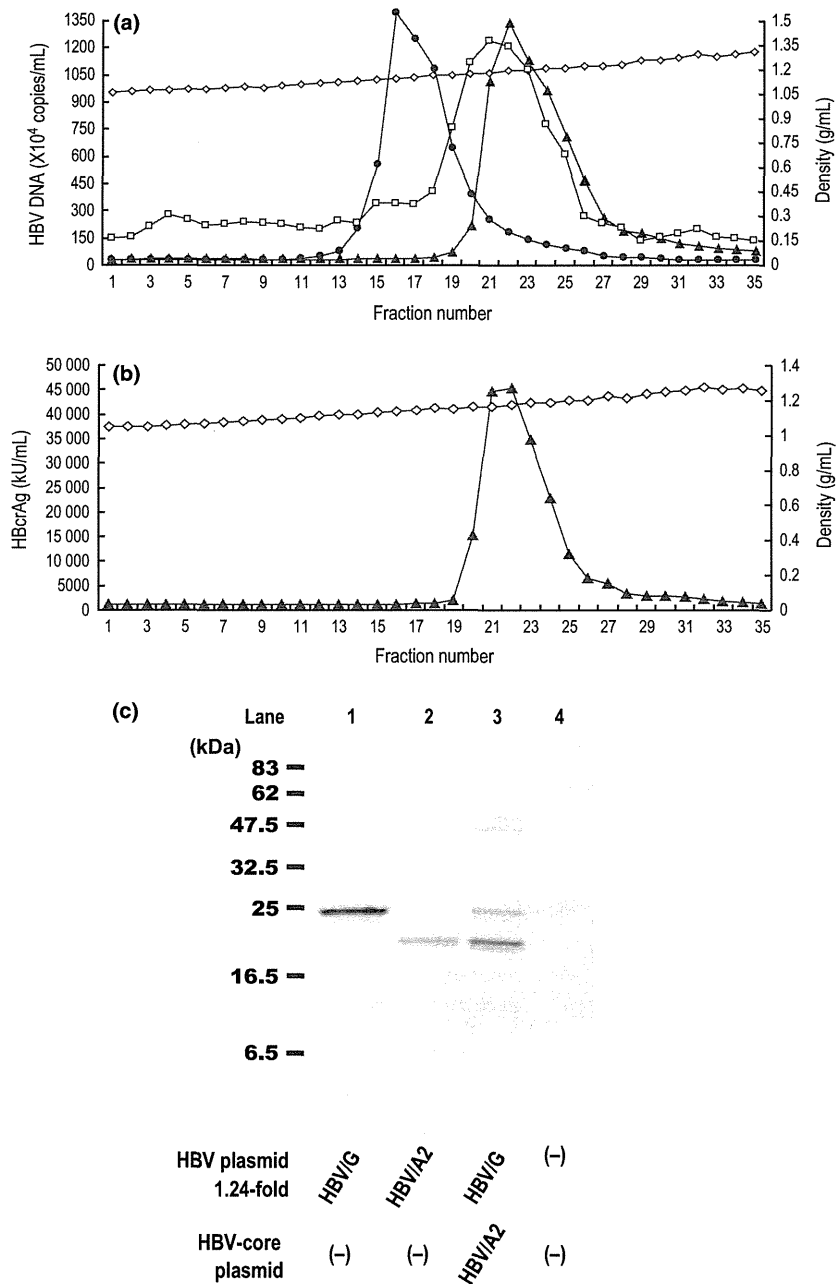 (a)
HBV DNA (X10⁴ copies/mL)
1350
1200
1050
900
750
600
450
300
150
0
1.5
1.35
1.2
1.05
0.9
0.75
0.6
0.45
0.3
0.15
0
Density (g/mL)
1 3 5 7 9 11 13 15 17 19 21 23 25 27 29 31 33 35
Fraction number
(b)
HBcrAg (kU/mL)
50 000
45 000
40 000
35 000
30 000
25 000
20 000
15 000
10 000
5000
0
1.4
1.2
1
0.8
0.6
0.4
0.2
0
Density (g/mL)
1 3 5 7 9 11 13 15 17 19 21 23 25 27 29 31 33 35
Fraction number
(c)
Lane 1 2 3 4
(kDa)
83
62
47.5
32.5
25
16.5
6.5
HBV plasmid
1.24-fold
HBV/G HBV/A2 HBV/G (–)
HBV-core
plasmid
(–) (–) HBV/A2 (–)